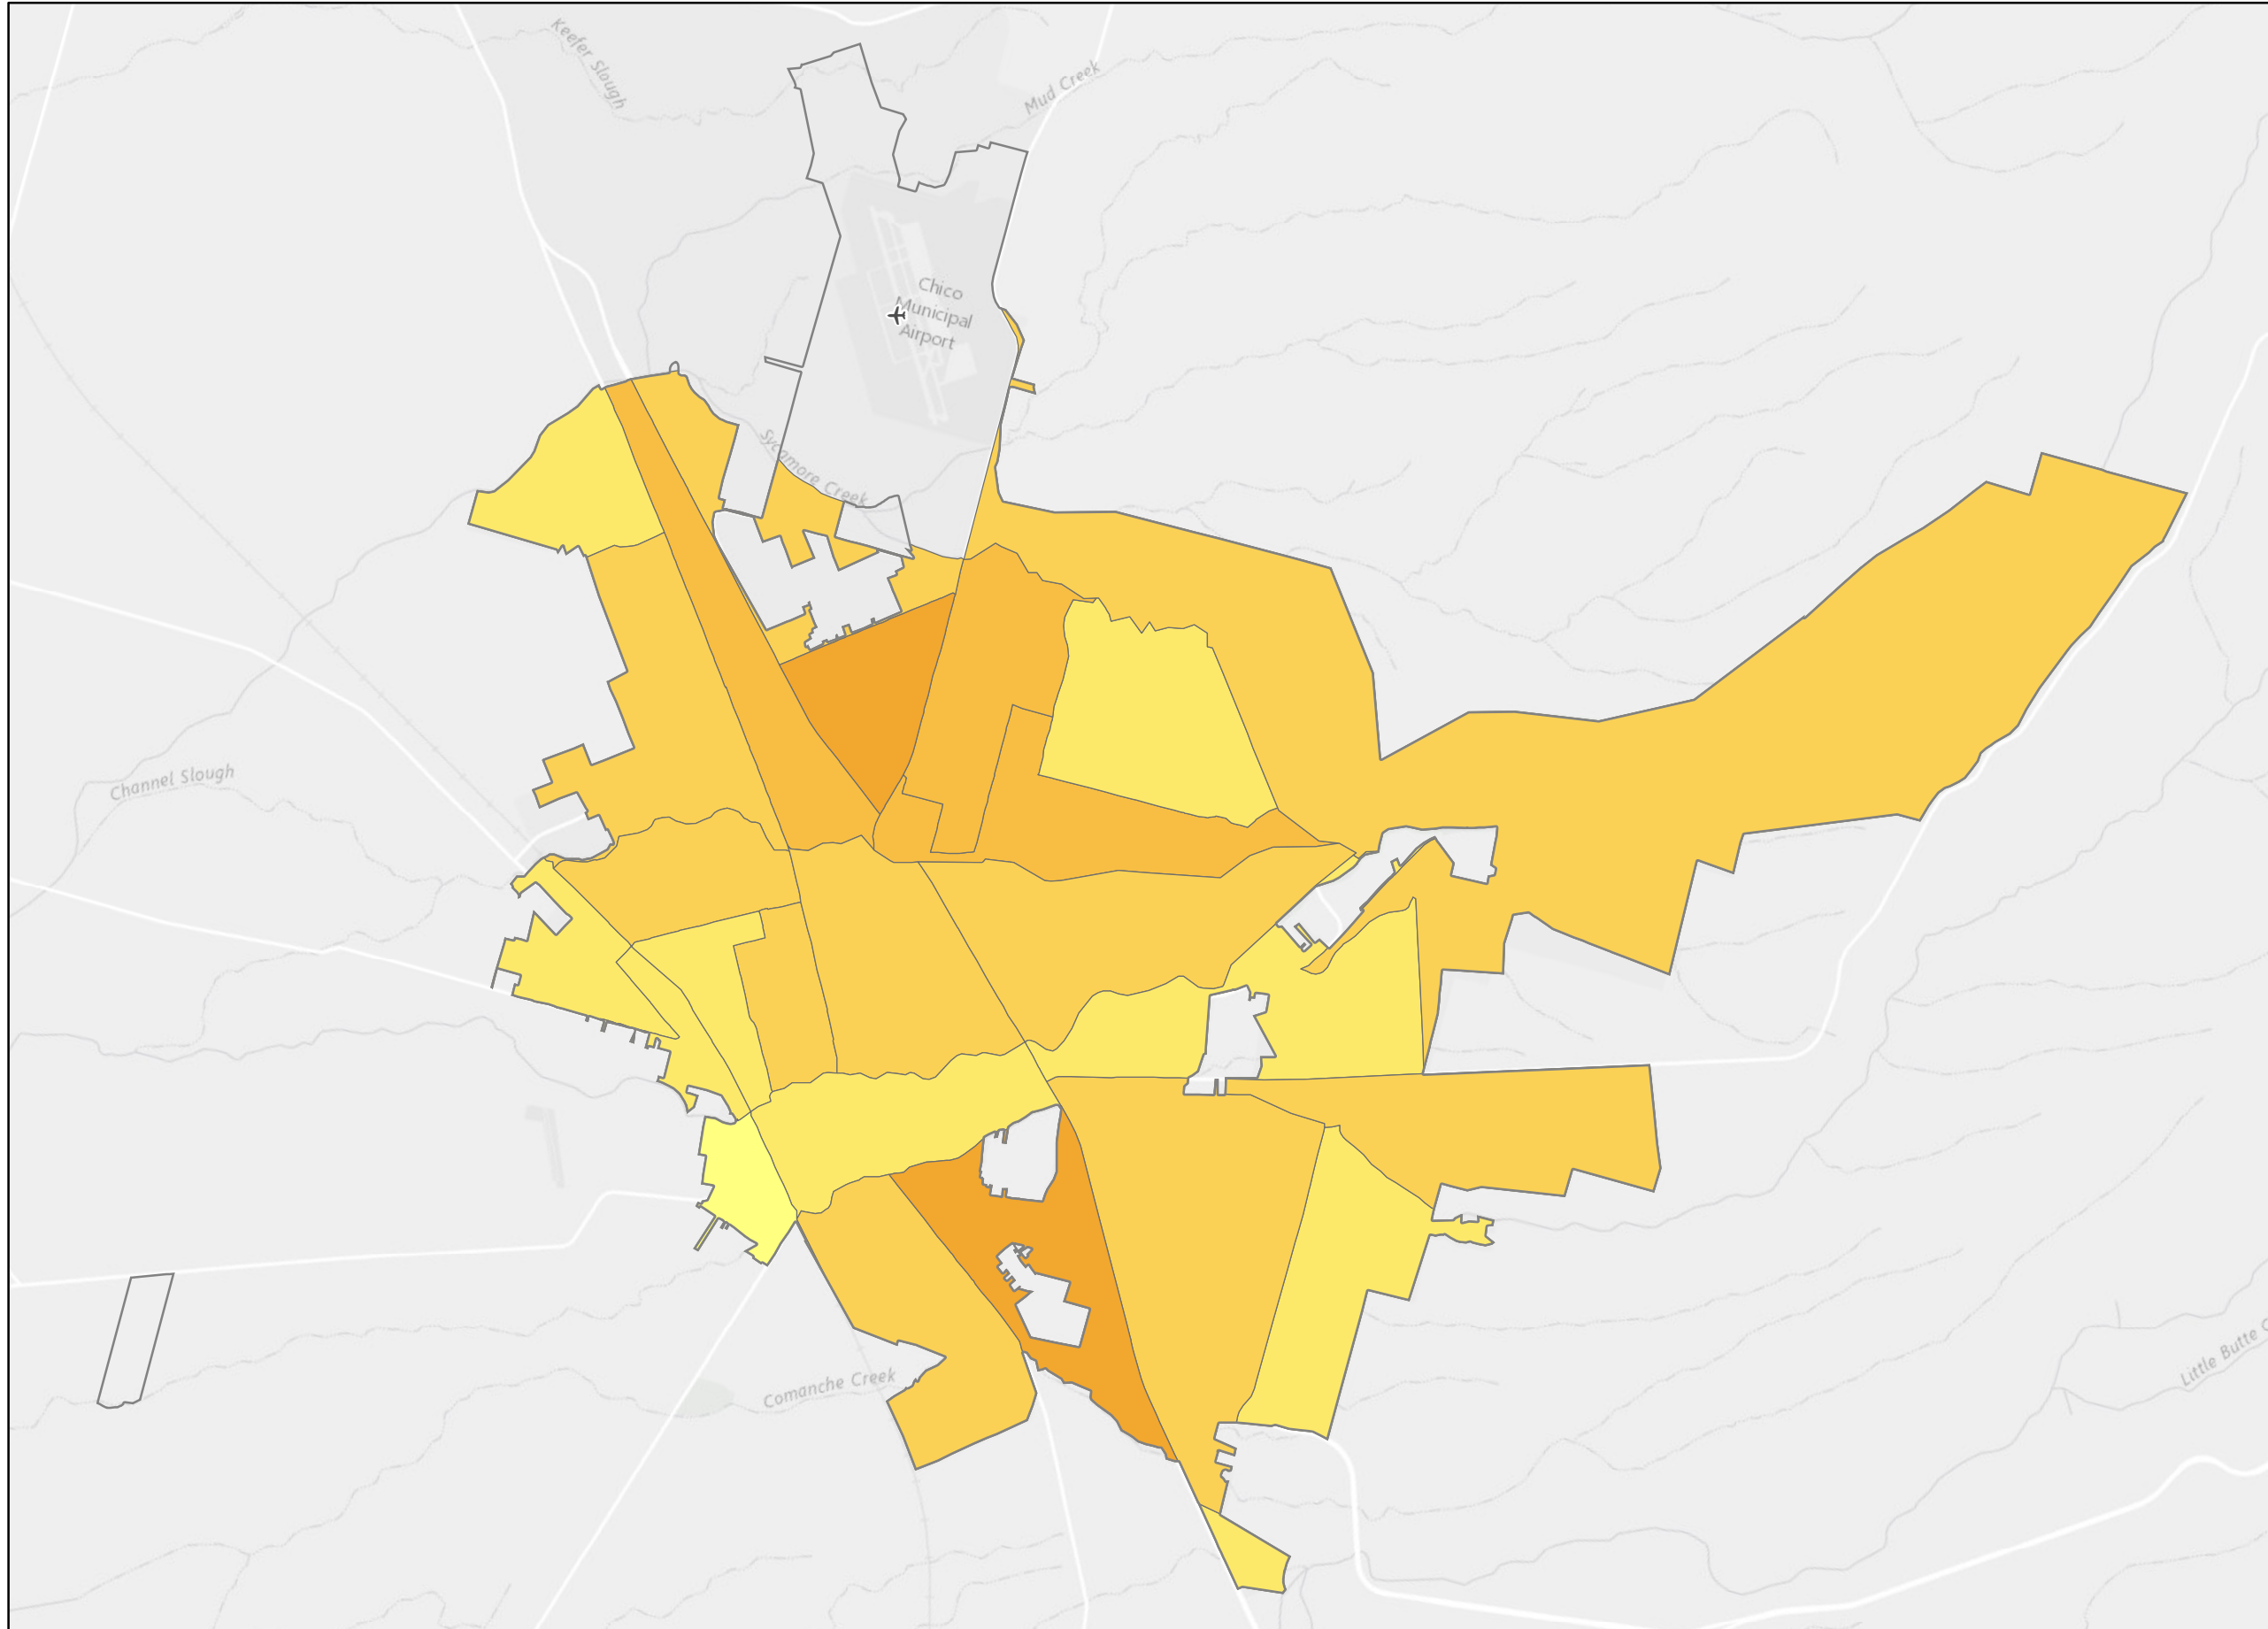 Keefer Slough
Mud Creek
Chico
Municipal
Airport
Sycamore Creek
Channel Slough
Comanche Creek
Little Butte C